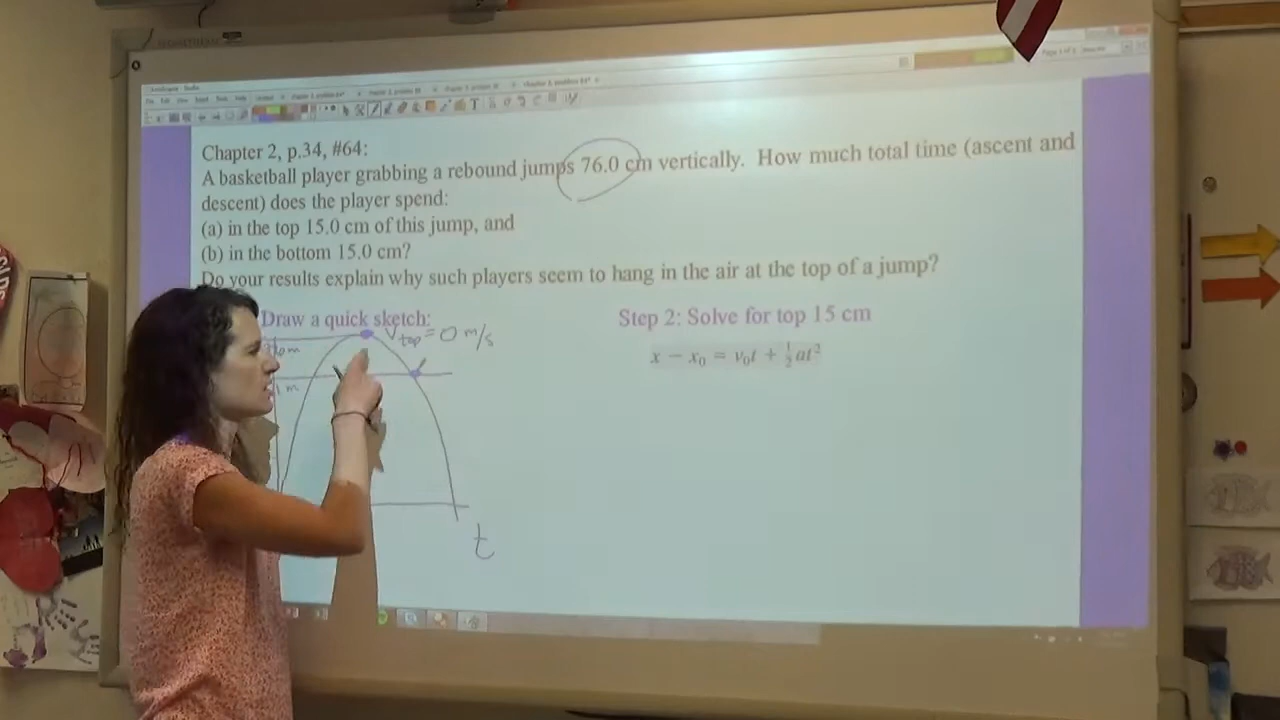 Chapter 2, p.34, #64:
A basketball player grabbing a rebound jumps 76.0 cm vertically. How much total time (ascent and
descent) does the player spend:
(a) in the top 15.0 cm of this jump, and
(b) in the bottom 15.0 cm?
Do your results explain why such players seem to hang in the air at the top of a jump?
Draw a quick sketch:
V top = 0 m/s
m
t
Step 2: Solve for top 15 cm
x − x₀ = v₀t + ½at²